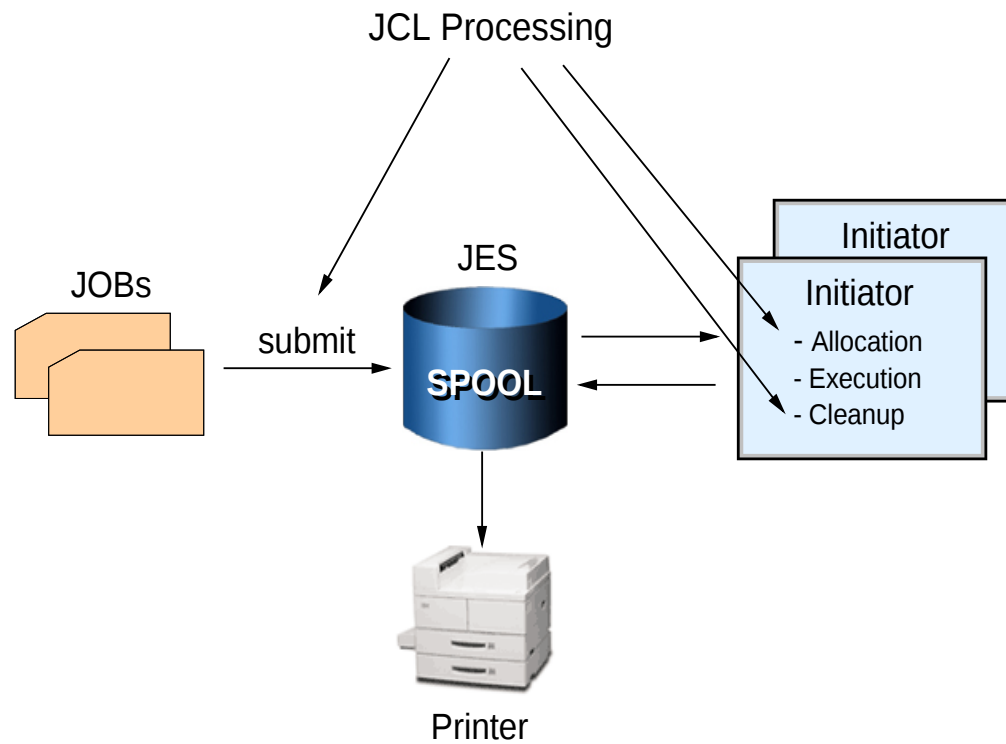 JCL Processing
Initiator
JES
JOBs
Initiator
submit
- Allocation
SPOOL
- Execution
- Cleanup
Printer